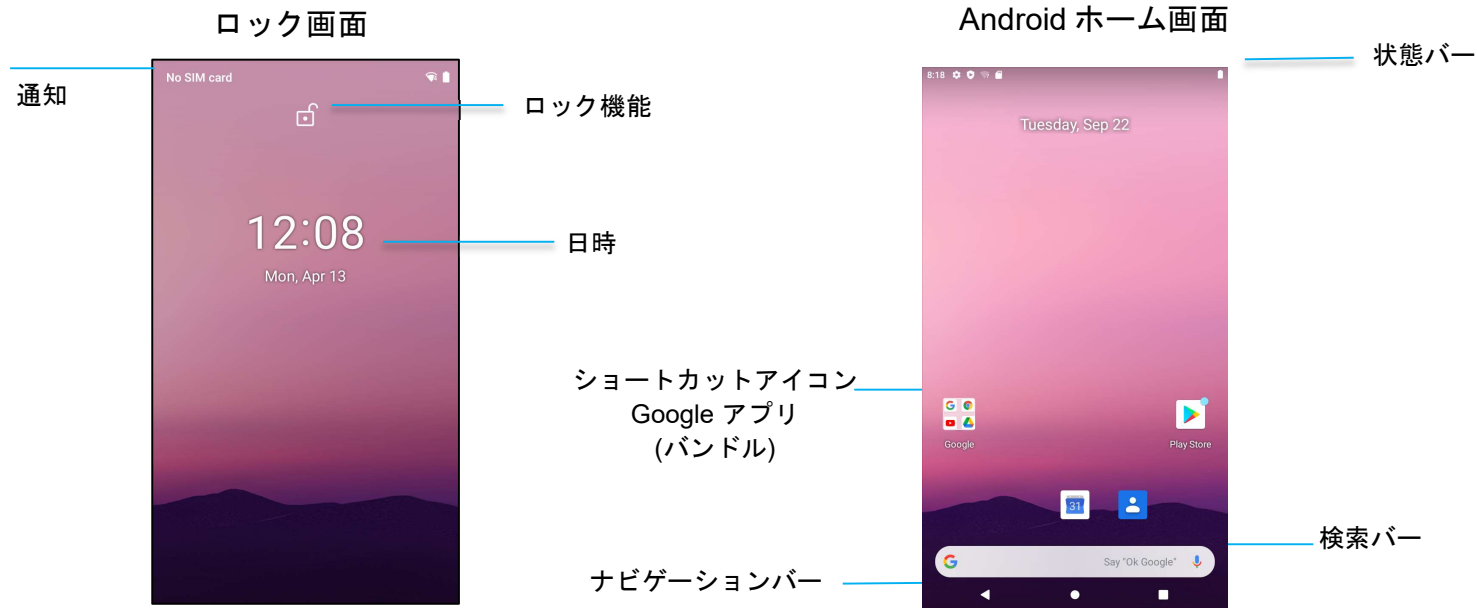 ロック画面
通知
No SIM card
ロック機能
12:08
日時
Mon, Apr 13
Android ホーム画面
状態バー
8:18
Tuesday, Sep 22
ショートカットアイコン
Google アプリ
(バンドル)
Google
Play Store
31
検索バー
G Say "Ok Google"
ナビゲーションバー